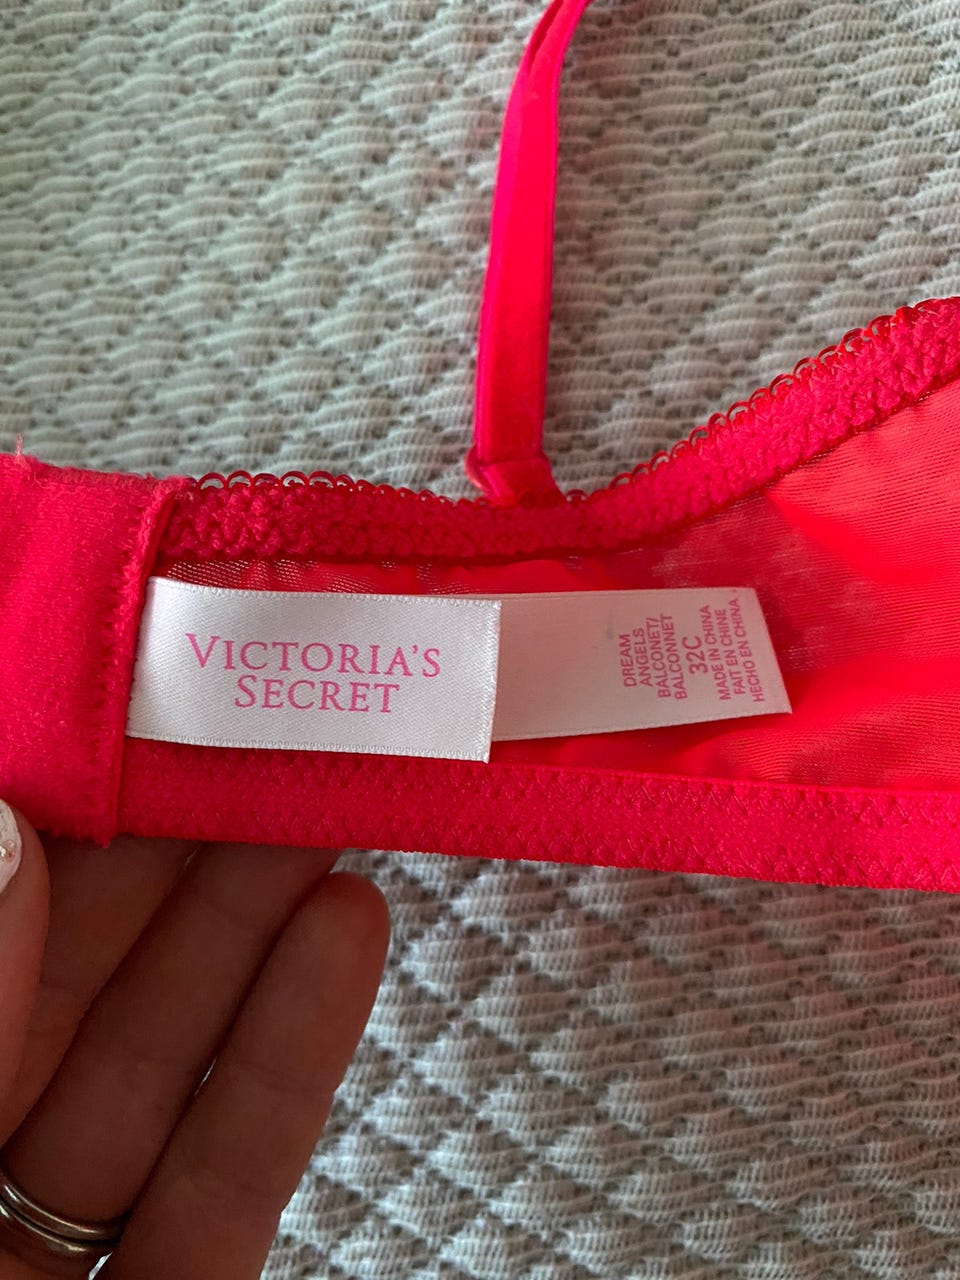 VICTORIA'S
SECRET
DREAM
ANGELS
BALCONET/
BALCONNET
32C
MADE IN CHINA
FAIT EN CHINE
HECHO EN CHINA